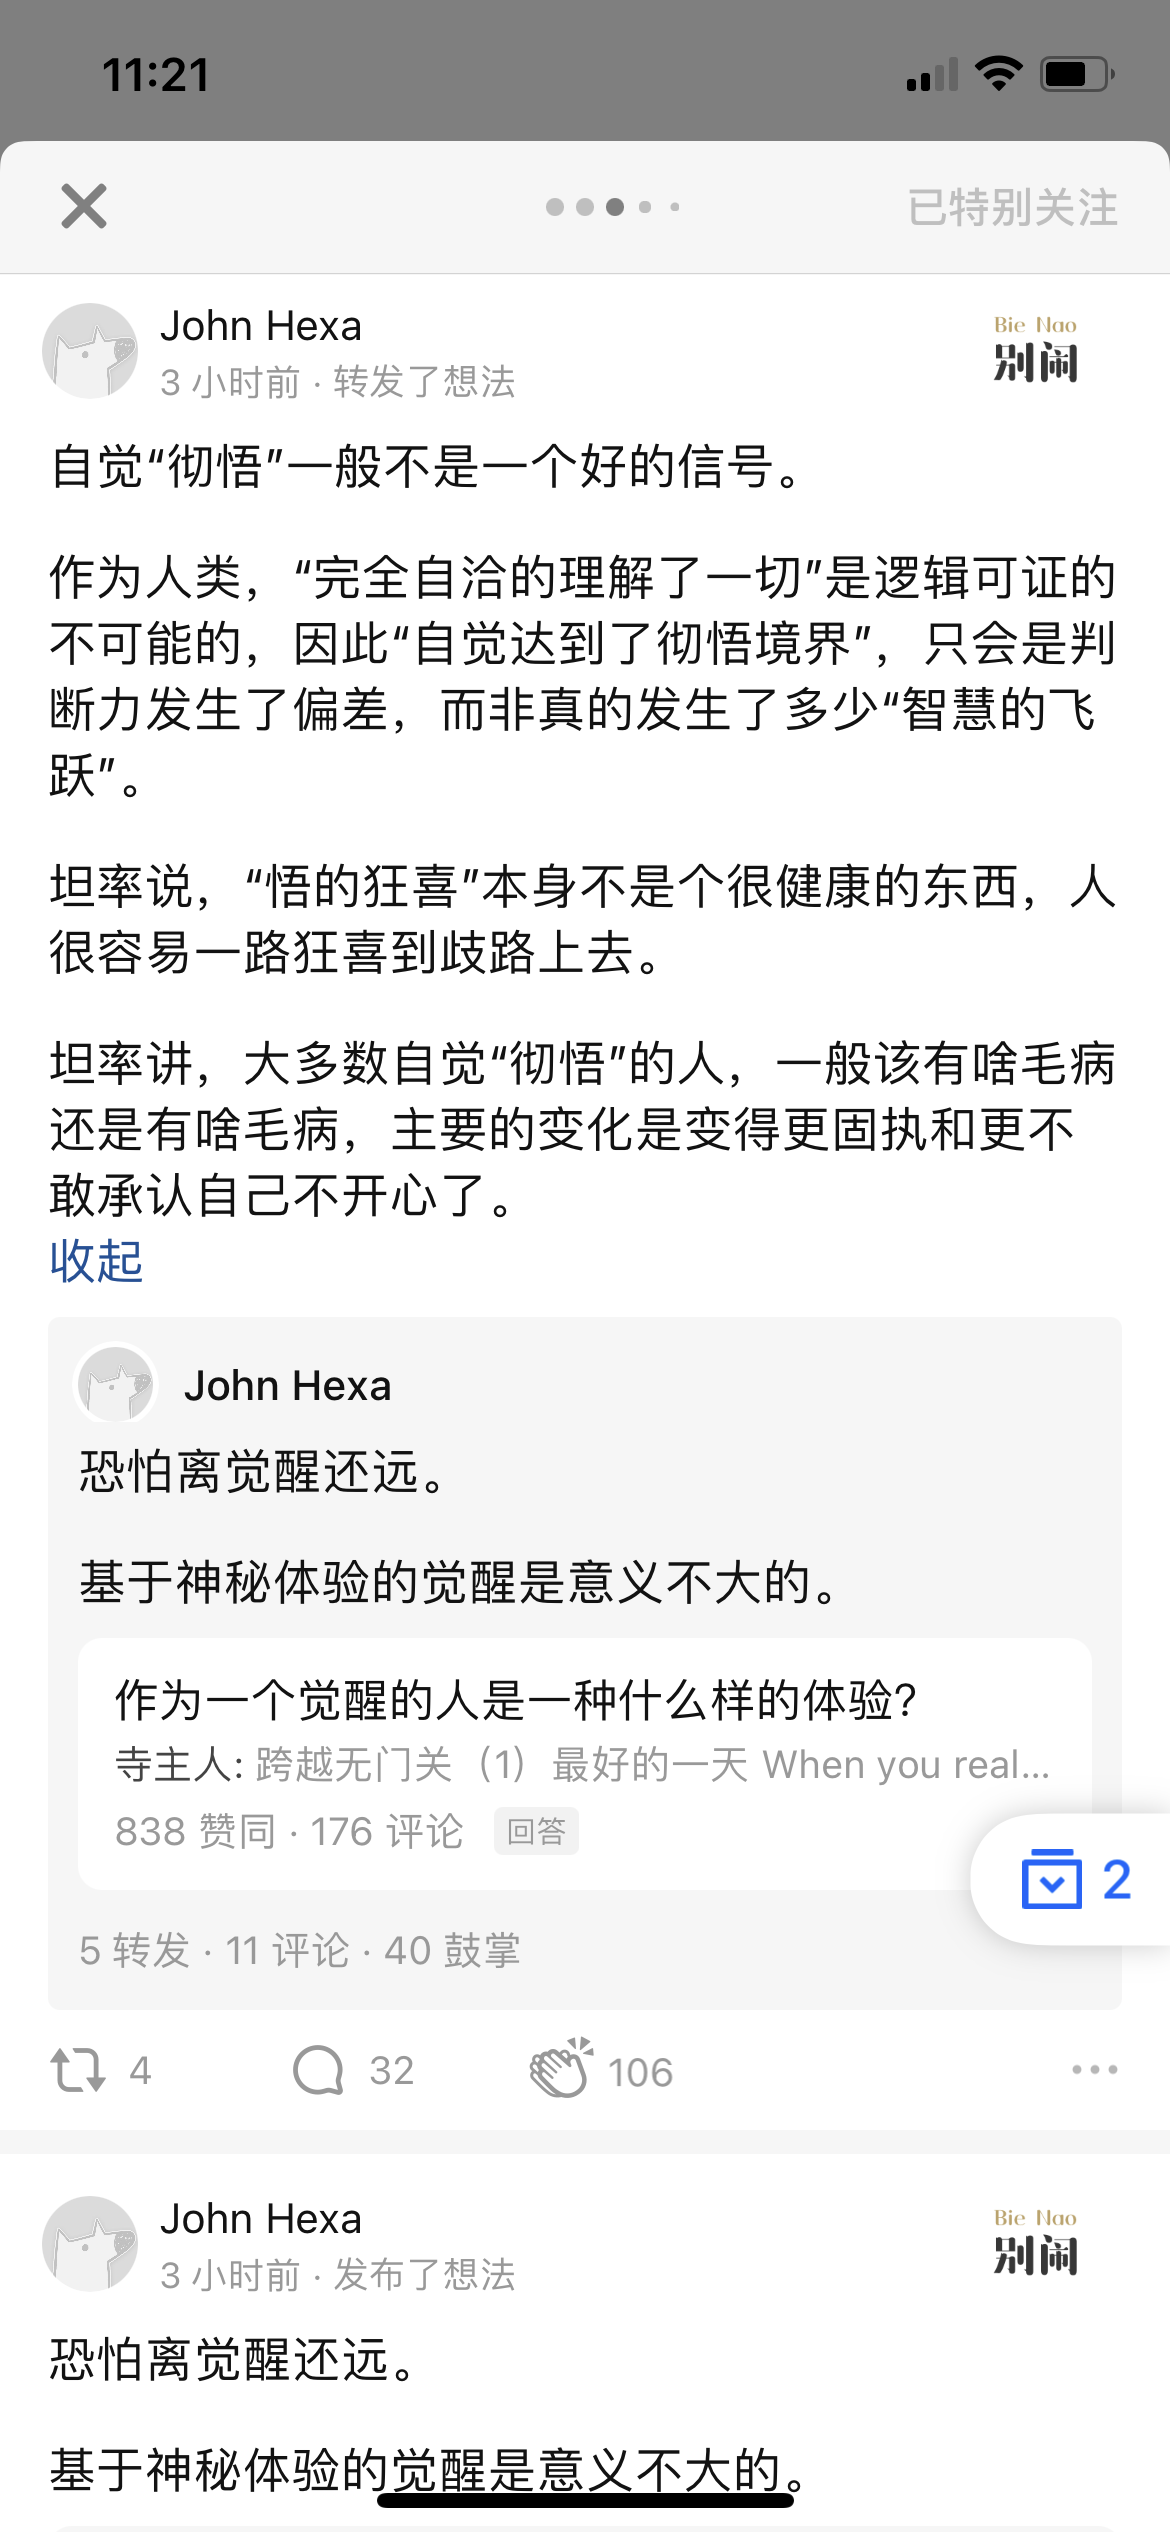 11:21
已特别关注
John Hexa
3 小时前 · 转发了想法
Bie Nao
别闹
自觉“彻悟”一般不是一个好的信号。
作为人类，“完全自洽的理解了一切”是逻辑可证的
不可能的，因此“自觉达到了彻悟境界”，只会是判
断力发生了偏差，而非真的发生了多少“智慧的飞
跃”。
坦率说，“悟的狂喜”本身不是个很健康的东西，人
很容易一路狂喜到歧路上去。
坦率讲，大多数自觉“彻悟”的人，一般该有啥毛病
还是有啥毛病，主要的变化是变得更固执和更不
敢承认自己不开心了。
收起
John Hexa
恐怕离觉醒还远。
基于神秘体验的觉醒是意义不大的。
作为一个觉醒的人是一种什么样的体验?
寺主人: 跨越无门关（1）最好的一天 When you real...
838 赞同 · 176 评论 回答
2
5 转发 · 11 评论 · 40 鼓掌
4 32 106
John Hexa
3 小时前 · 发布了想法
Bie Nao
别闹
恐怕离觉醒还远。
基于神秘体验的觉醒是意义不大的。